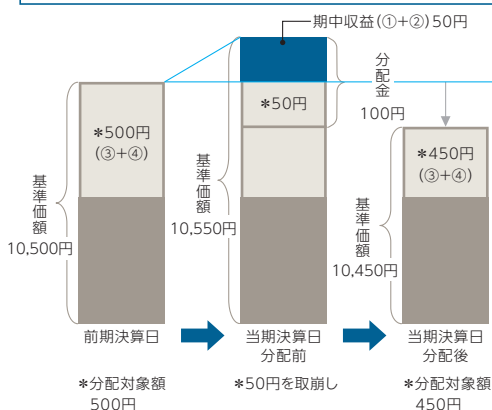 期中収益(①+②)50円
分配金
100円
＊500円
(③+④)
＊50円
＊450円
(③+④)
基準価額
10,500円
基準価額
10,550円
基準価額
10,450円
前期決算日
当期決算日
分配前
当期決算日
分配後
＊分配対象額
500円
＊50円を取崩し
＊分配対象額
450円